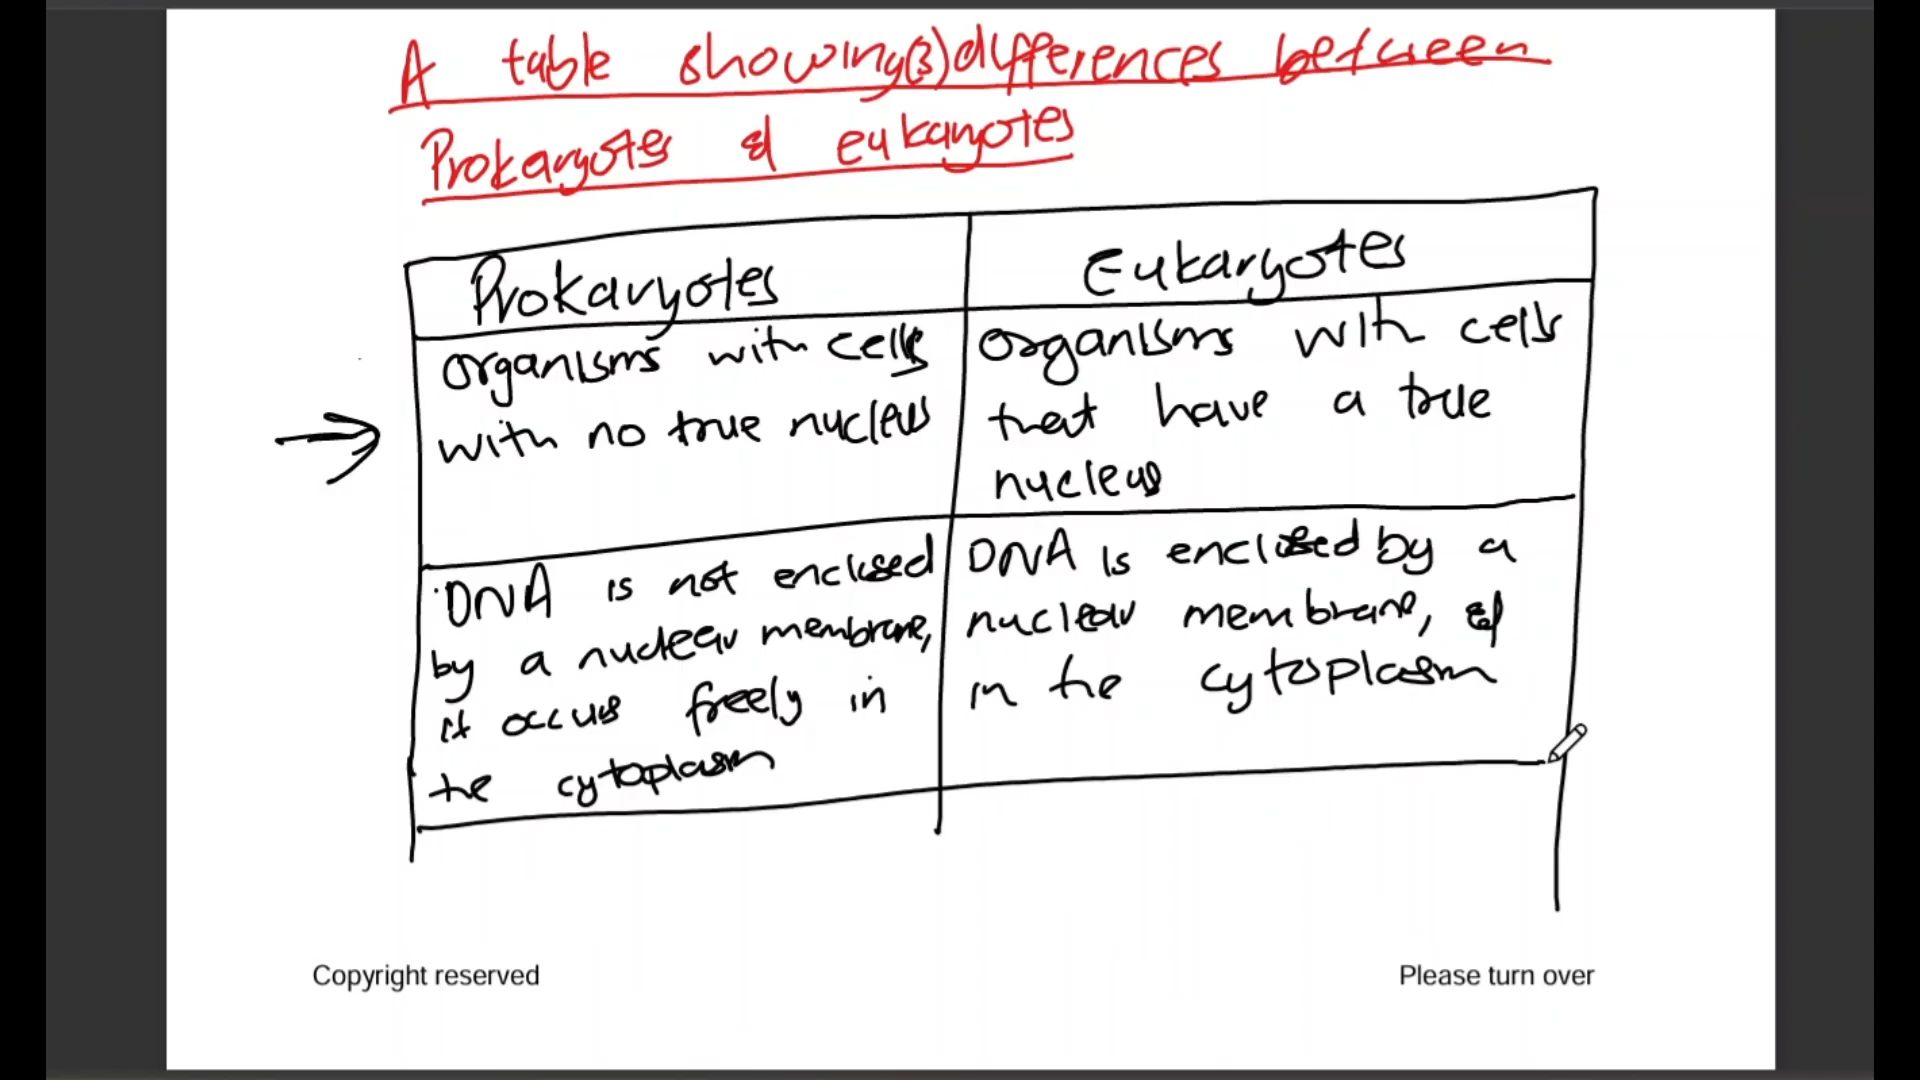 A table showing(3)differences between
Prokaryotes & eukaryotes
Prokaryotes
Eukaryotes
organisms with cells
with no true nucleus
organisms with cells
that have a true
nucleus
DNA is not enclosed
by a nuclear membrane,
it occurs freely in
the cytoplasm
DNA is enclosed by a
nuclear membrane, &
in the cytoplasm
Copyright reserved
Please turn over